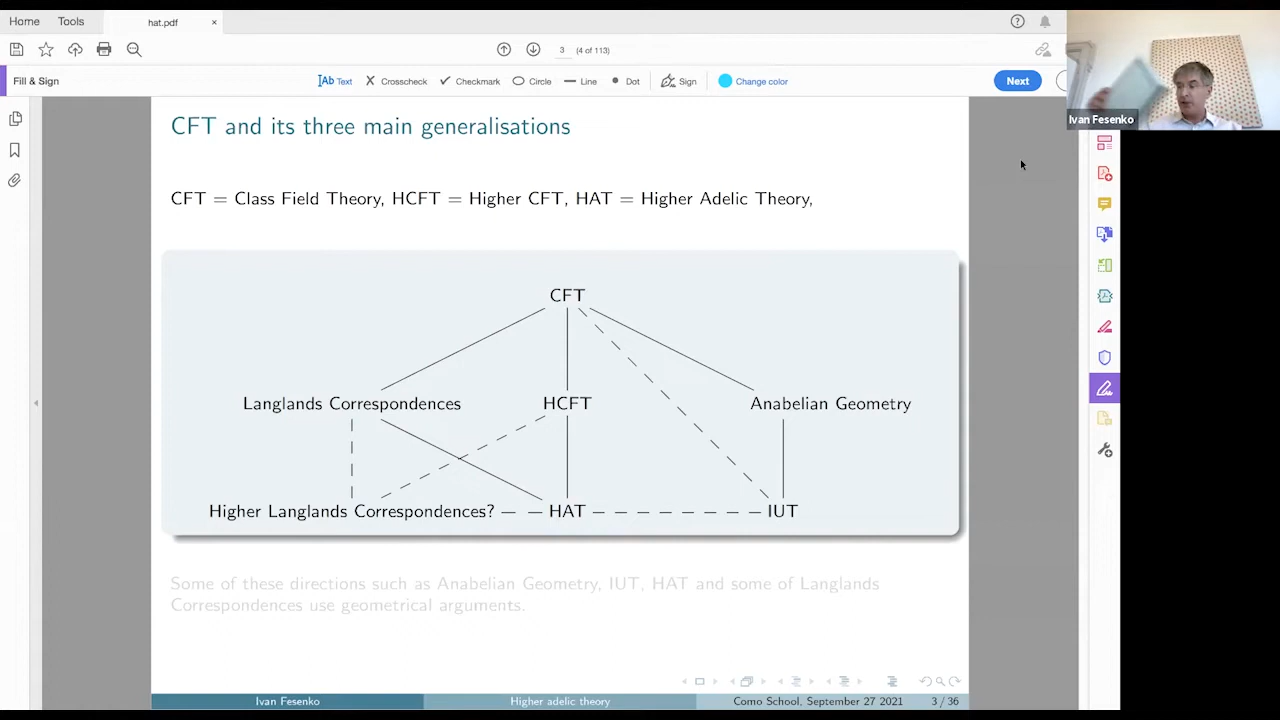 Home Tools hat.pdf ×
3 (4 of 113)
Fill & Sign Ab Text Crosscheck Checkmark Circle Line Dot Sign Change color Next
Ivan Fesenko
CFT and its three main generalisations
CFT = Class Field Theory, HCFT = Higher CFT, HAT = Higher Adelic Theory,
CFT
Langlands Correspondences HCFT Anabelian Geometry
Higher Langlands Correspondences? HAT IUT
Some of these directions such as Anabelian Geometry, IUT, HAT and some of Langlands
Correspondences use geometrical arguments.
Ivan Fesenko Higher adelic theory Como School, September 27 2021 3 / 36